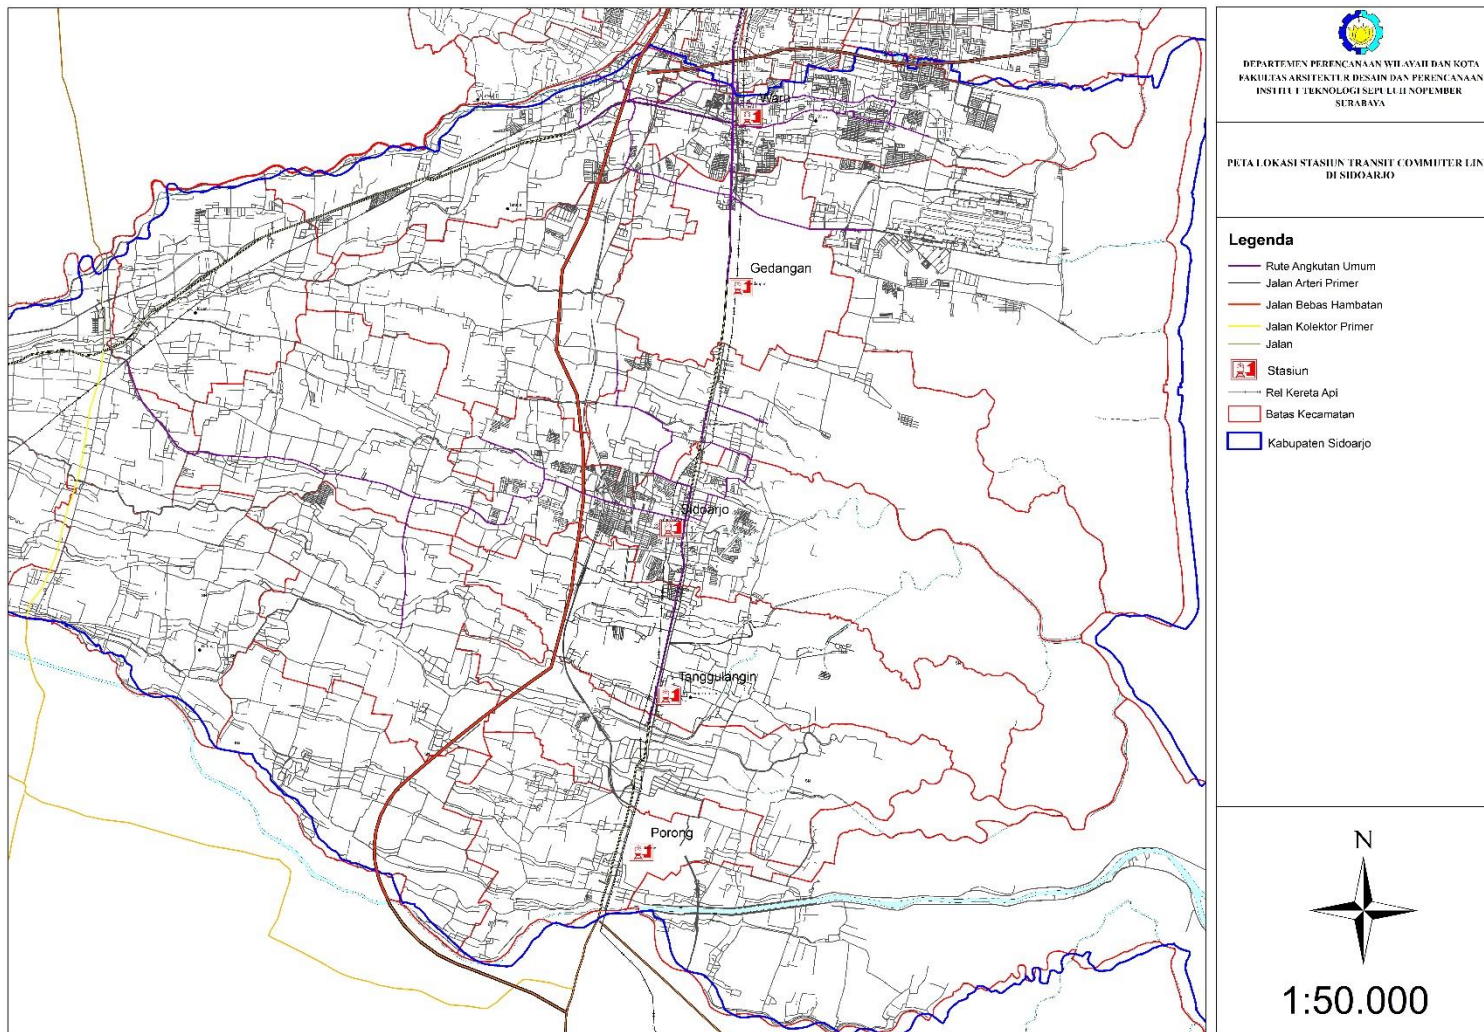 DEPARTEMEN PERENCANAAN WILAYAH DAN KOTA
FAKULTAS ARSITEKTUR DESAIN DAN PERENCANAAN
INSTITUT TEKNOLOGI SEPULUH NOPEMBER
SURABAYA
PETA LOKASI STASIUN TRANSIT COMMUTER LIN
DI SIDOARJO
Legenda
Rute Angkutan Umum
Jalan Arteri Primer
Jalan Bebas Hambatan
Jalan Kolektor Primer
Jalan
Stasiun
Rel Kereta Api
Batas Kecamatan
Kabupaten Sidoarjo
N
1:50.000
Waru
Gedangan
Sidoarjo
Tanggulangin
Porong